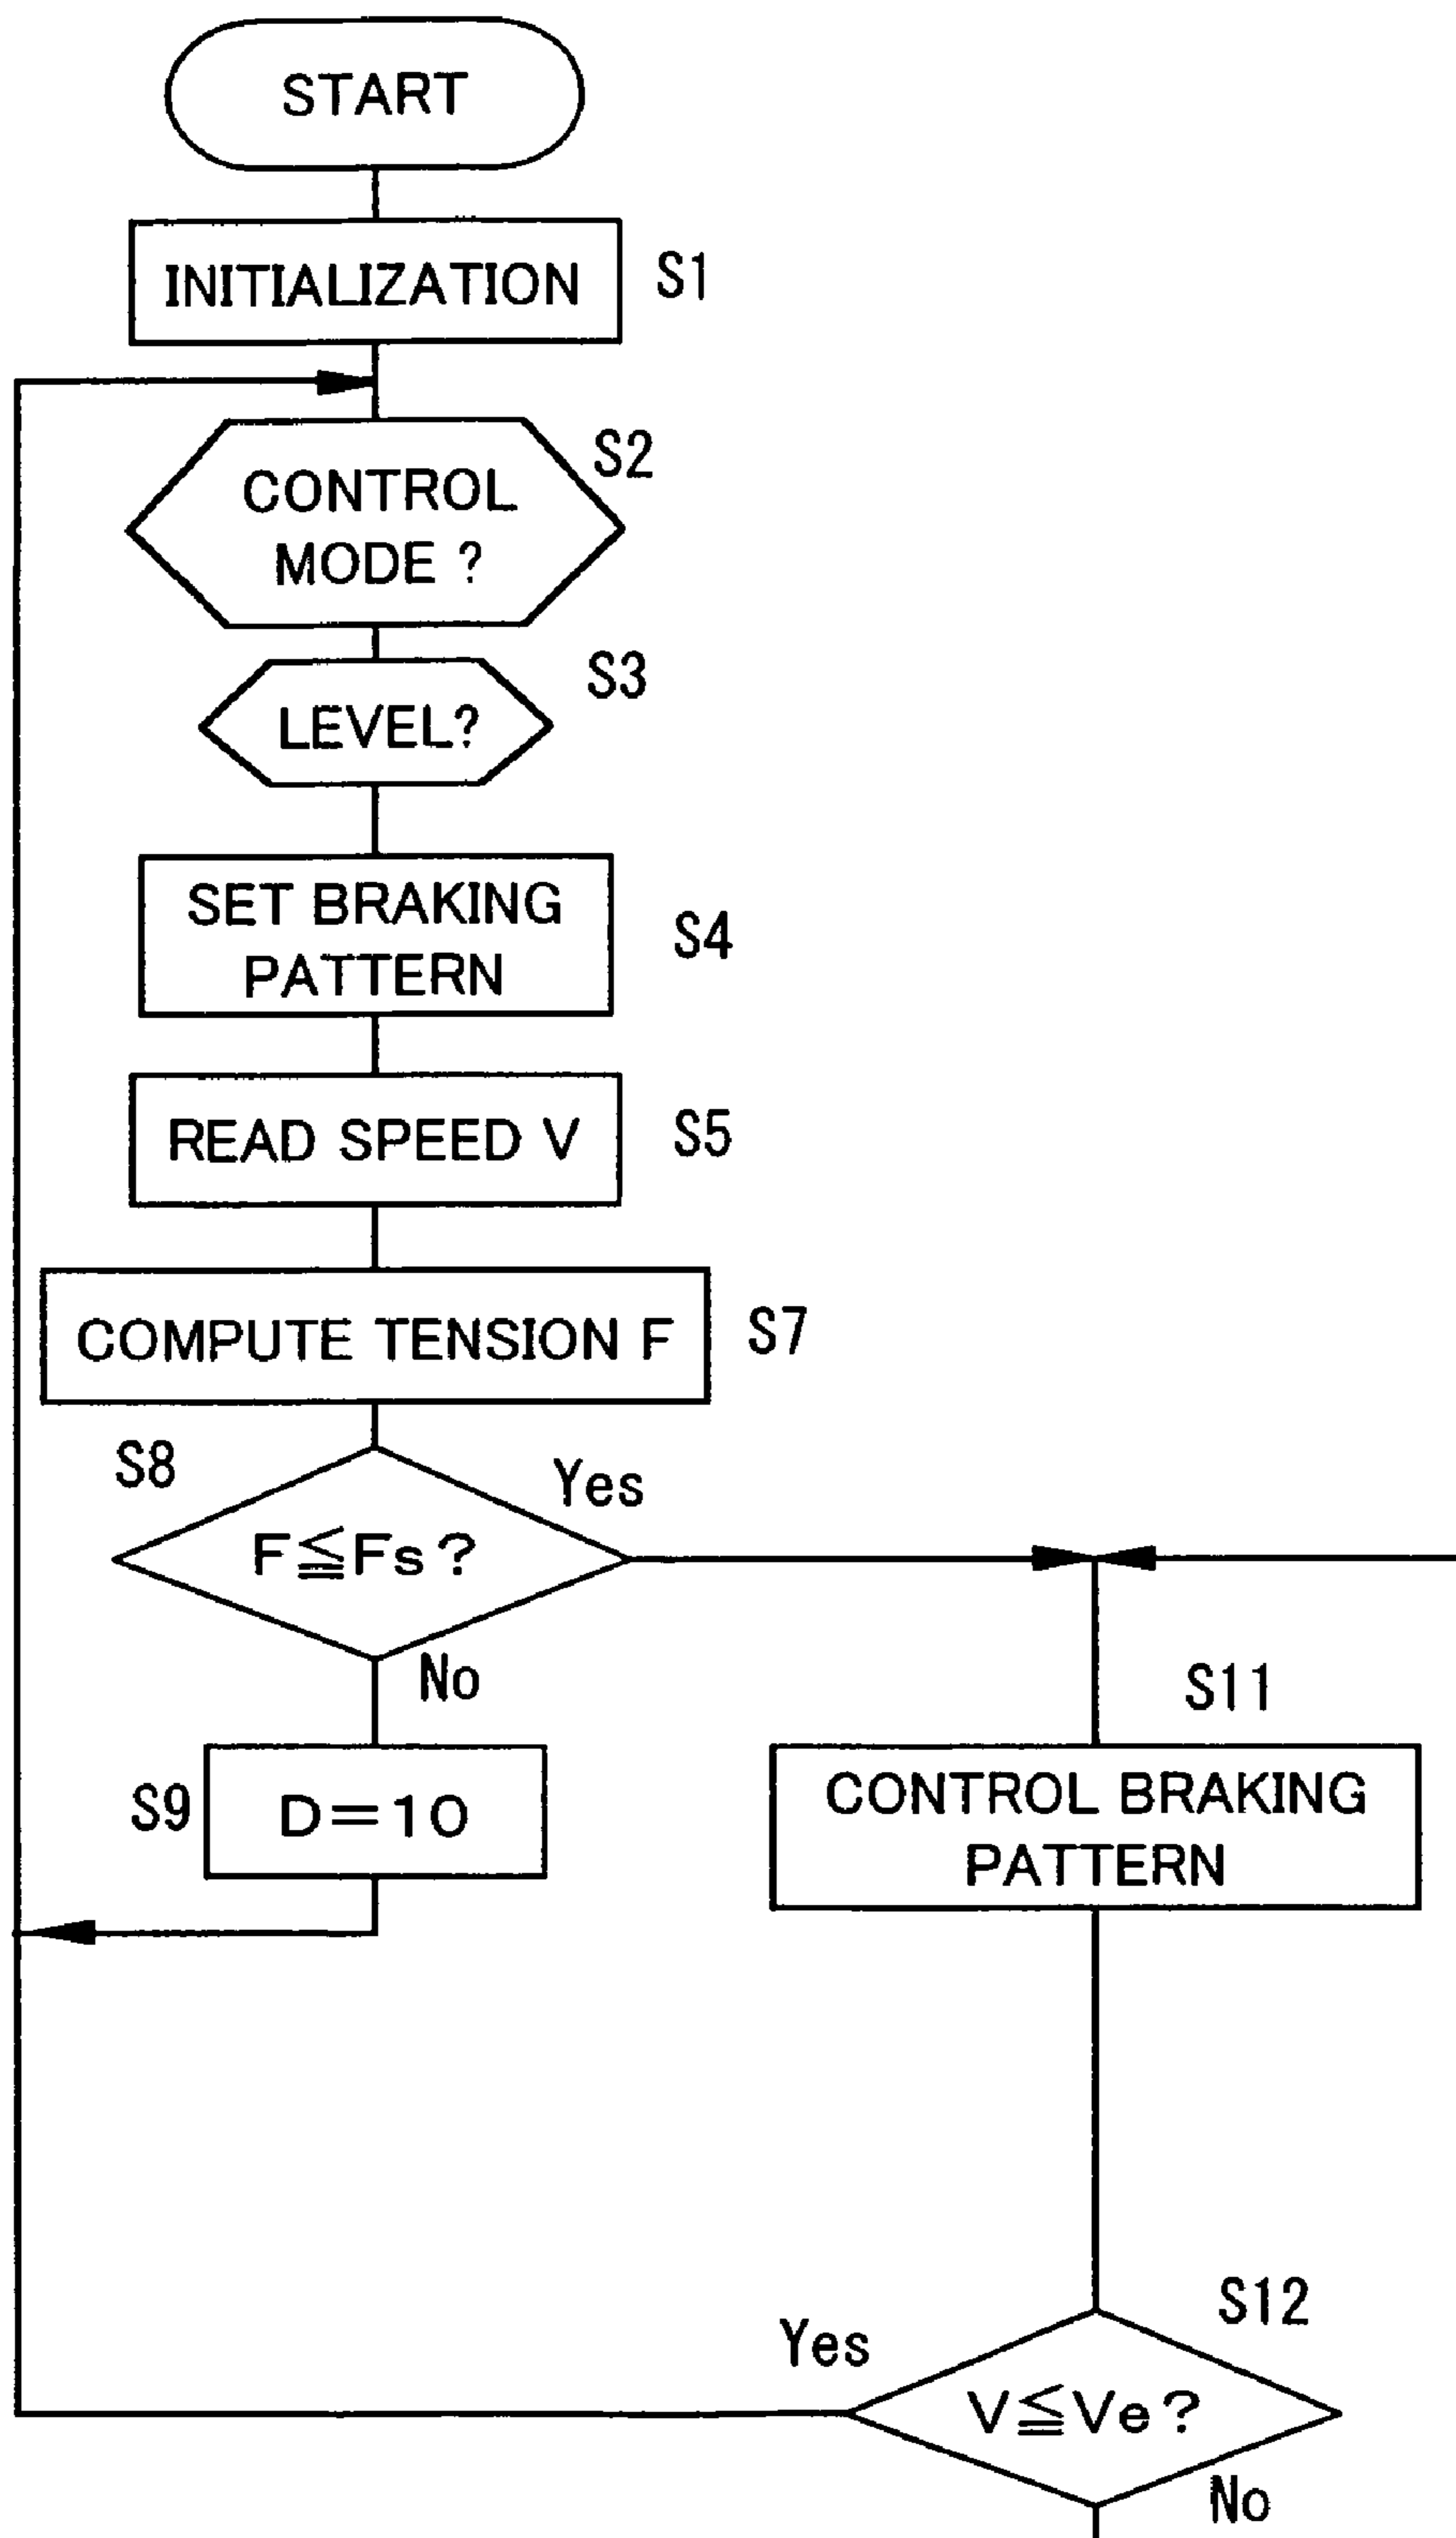 START
INITIALIZATION
S1
S2
CONTROL
MODE ?
S3
LEVEL?
SET BRAKING
PATTERN
S4
READ SPEED V
S5
COMPUTE TENSION F
S7
S8
Yes
F≦Fs ?
No
S9
D=10
S11
CONTROL BRAKING
PATTERN
S12
Yes
V≦Ve ?
No